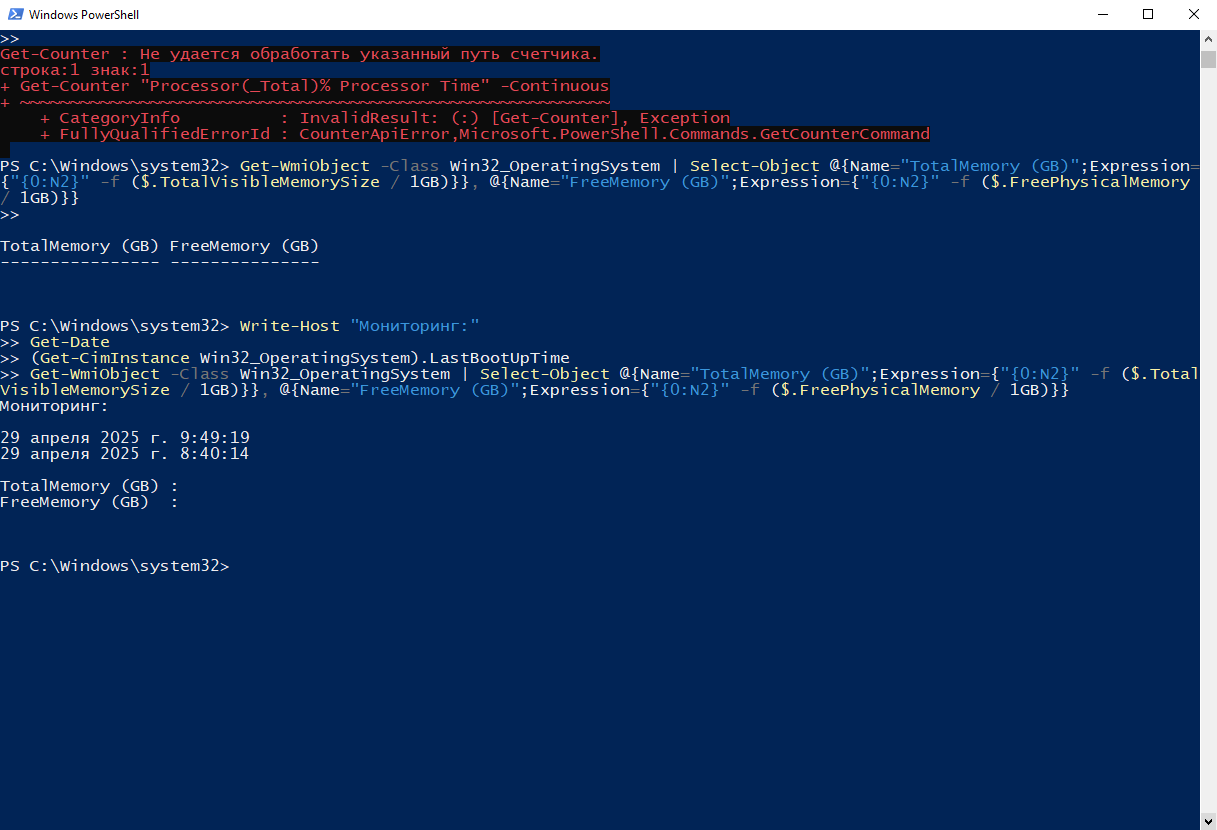 Windows PowerShell
>>
Get-Counter : Не удается обработать указанный путь счетчика.
строка:1 знак:1
+ Get-Counter "Processor(_Total)% Processor Time" -Continuous
+ ~~~~~~~~~~~~~~~~~~~~~~~~~~~~~~~~~~~~~~~~~~~~~~~~~~~~~~~~~~~
    + CategoryInfo          : InvalidResult: (:) [Get-Counter], Exception
    + FullyQualifiedErrorId : CounterApiError,Microsoft.PowerShell.Commands.GetCounterCommand
PS C:\Windows\system32> Get-WmiObject -Class Win32_OperatingSystem | Select-Object @{Name="TotalMemory (GB)";Expression=
{"{0:N2}" -f ($.TotalVisibleMemorySize / 1GB)}}, @{Name="FreeMemory (GB)";Expression={"{0:N2}" -f ($.FreePhysicalMemory
/ 1GB)}}
>>
TotalMemory (GB) FreeMemory (GB)
---------------- ---------------
PS C:\Windows\system32> Write-Host "Мониторинг:"
>> Get-Date
>> (Get-CimInstance Win32_OperatingSystem).LastBootUpTime
>> Get-WmiObject -Class Win32_OperatingSystem | Select-Object @{Name="TotalMemory (GB)";Expression={"{0:N2}" -f ($.Total
VisibleMemorySize / 1GB)}}, @{Name="FreeMemory (GB)";Expression={"{0:N2}" -f ($.FreePhysicalMemory / 1GB)}}
Мониторинг:
29 апреля 2025 г. 9:49:19
29 апреля 2025 г. 8:40:14
TotalMemory (GB) :
FreeMemory (GB)  :
PS C:\Windows\system32>